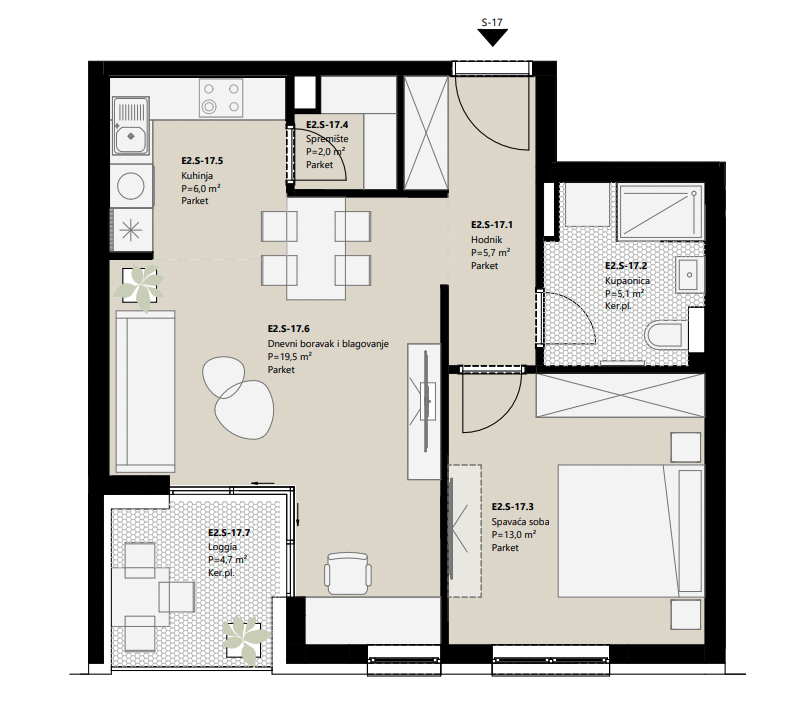 S-17
E2.S-17.4
Spremište
P=2,0 m²
Parket
E2.S-17.5
Kuhinja
P=6,0 m²
Parket
E2.S-17.1
Hodnik
P=5,7 m²
Parket
E2.S-17.2
Kupaonica
P=5,1 m²
Ker.pl.
E2.S-17.6
Dnevni boravak i blagovanje
P=19,5 m²
Parket
E2.S-17.3
Spavaća soba
P=13,0 m²
Parket
E2.S-17.7
Loggia
P=4,7 m²
Ker.pl.